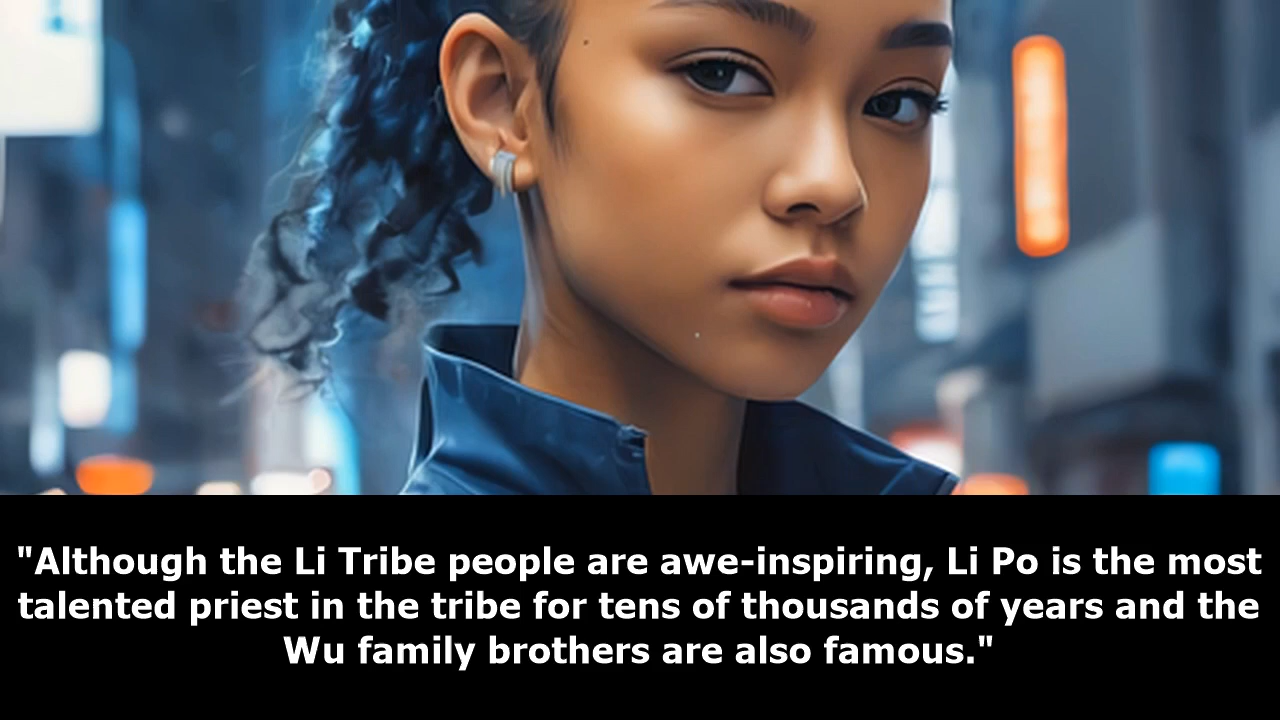 "Although the Li Tribe people are awe-inspiring, Li Po is the most
talented priest in the tribe for tens of thousands of years and the
Wu family brothers are also famous."